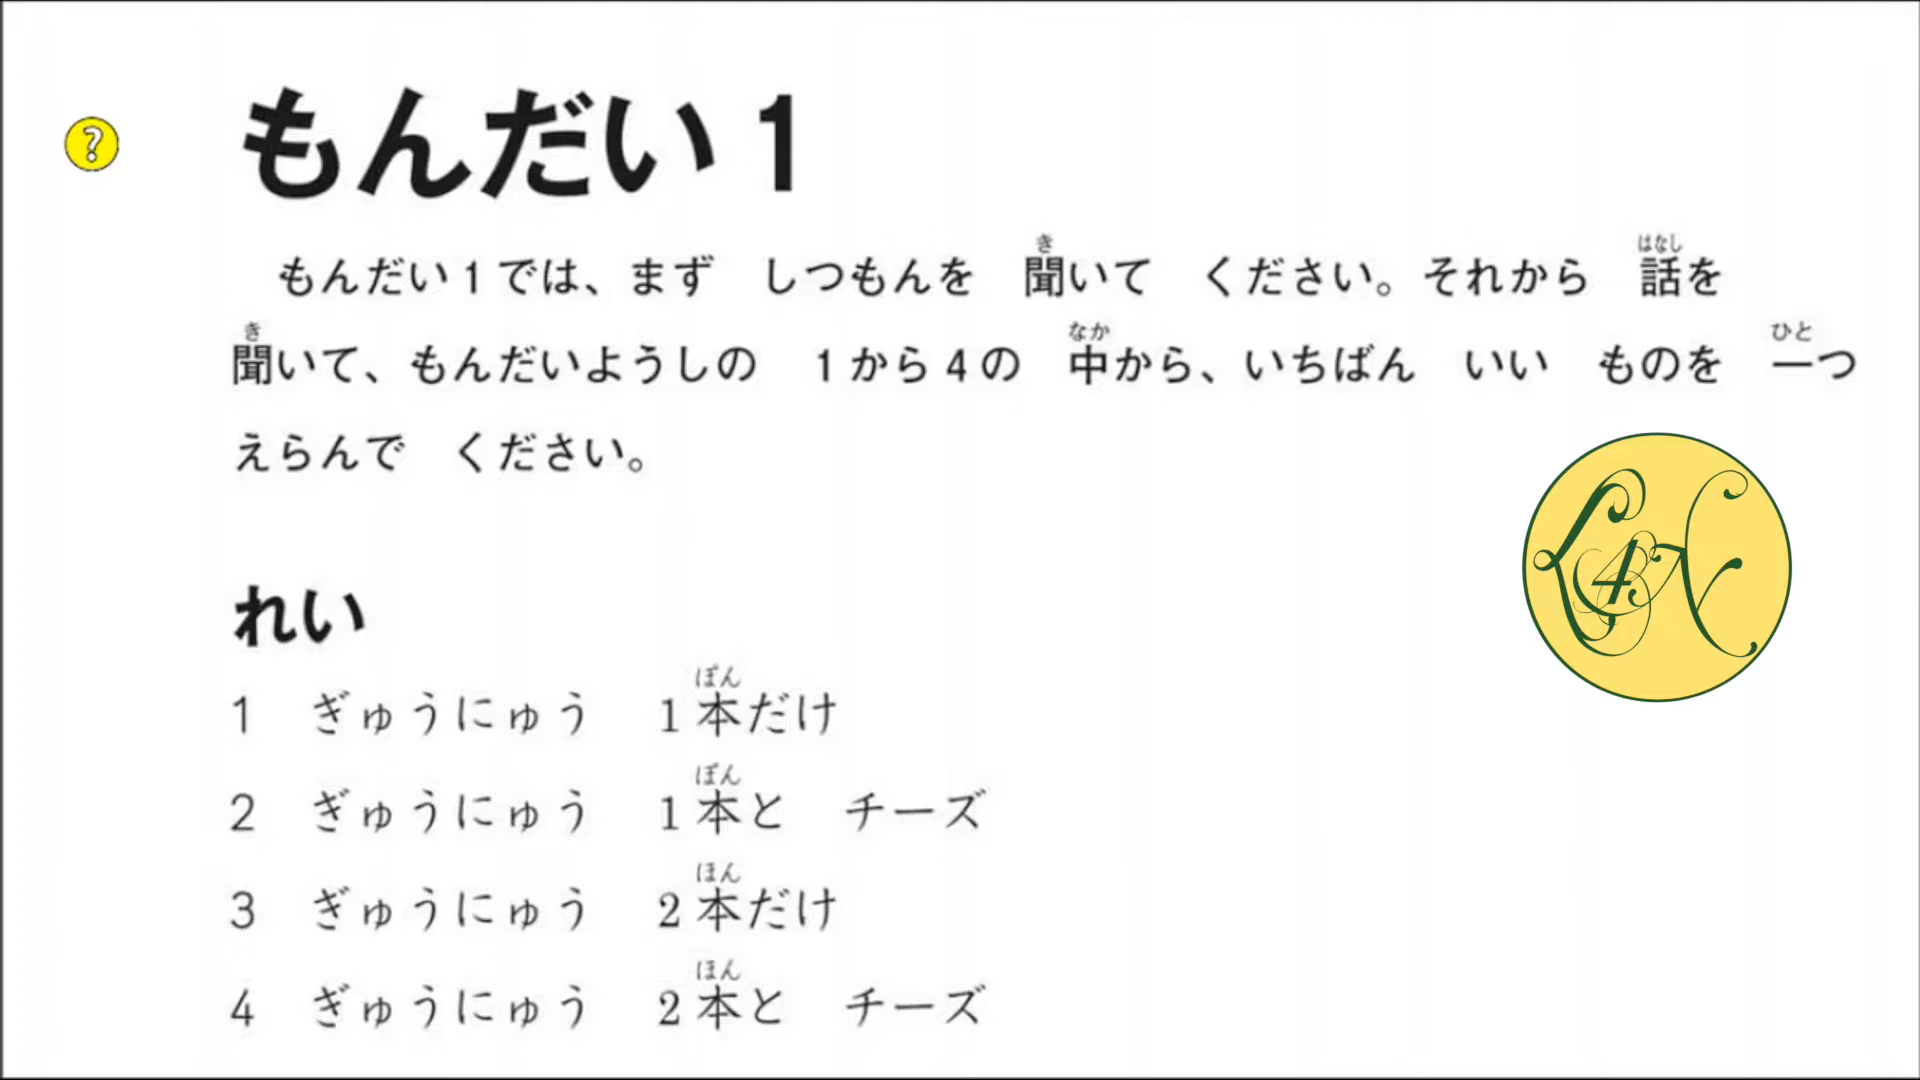 ?
もんだい1
もんだい1では、まず しつもんを 聞いて ください。それから 話を
聞いて、もんだいようしの 1から4の 中から、いちばん いい ものを 一つ
えらんで ください。
れい
1 ぎゅうにゅう 1本だけ
2 ぎゅうにゅう 1本と チーズ
3 ぎゅうにゅう 2本だけ
4 ぎゅうにゅう 2本と チーズ